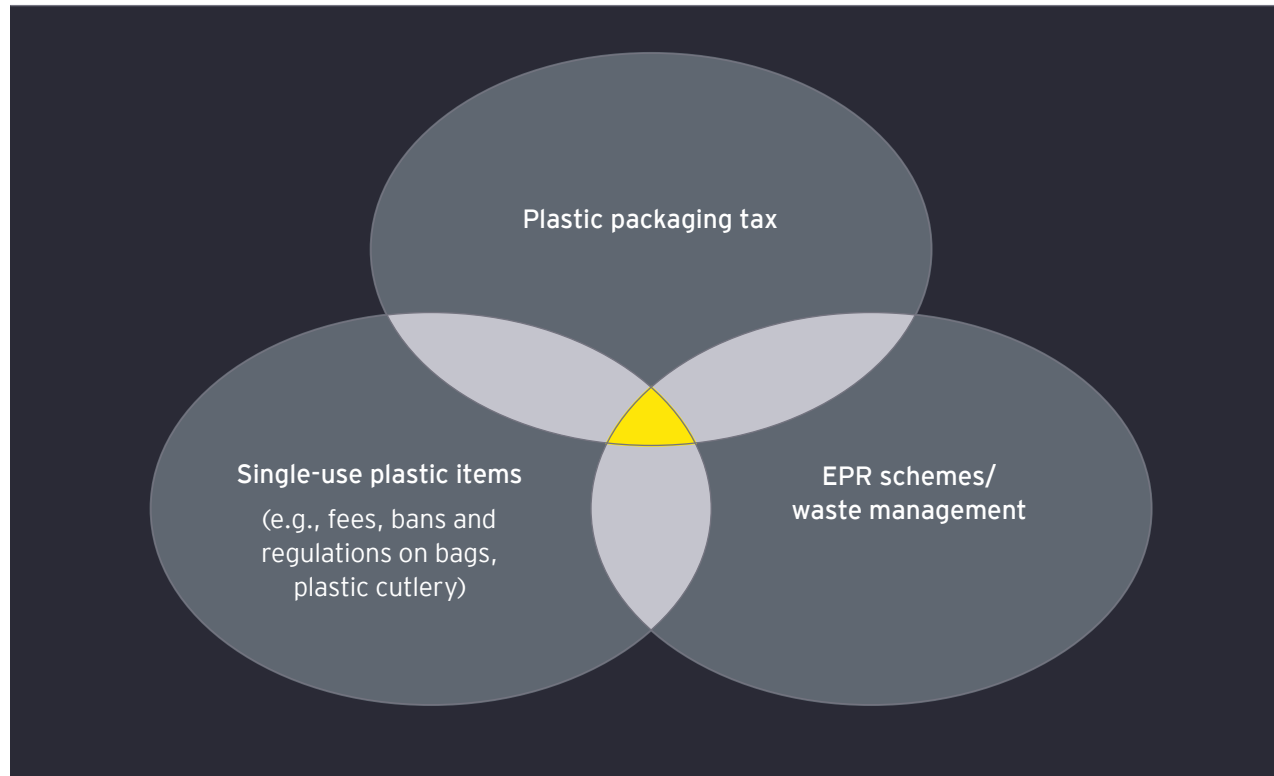 Plastic packaging tax
Single-use plastic items
(e.g., fees, bans and
regulations on bags,
plastic cutlery)
EPR schemes/
waste management